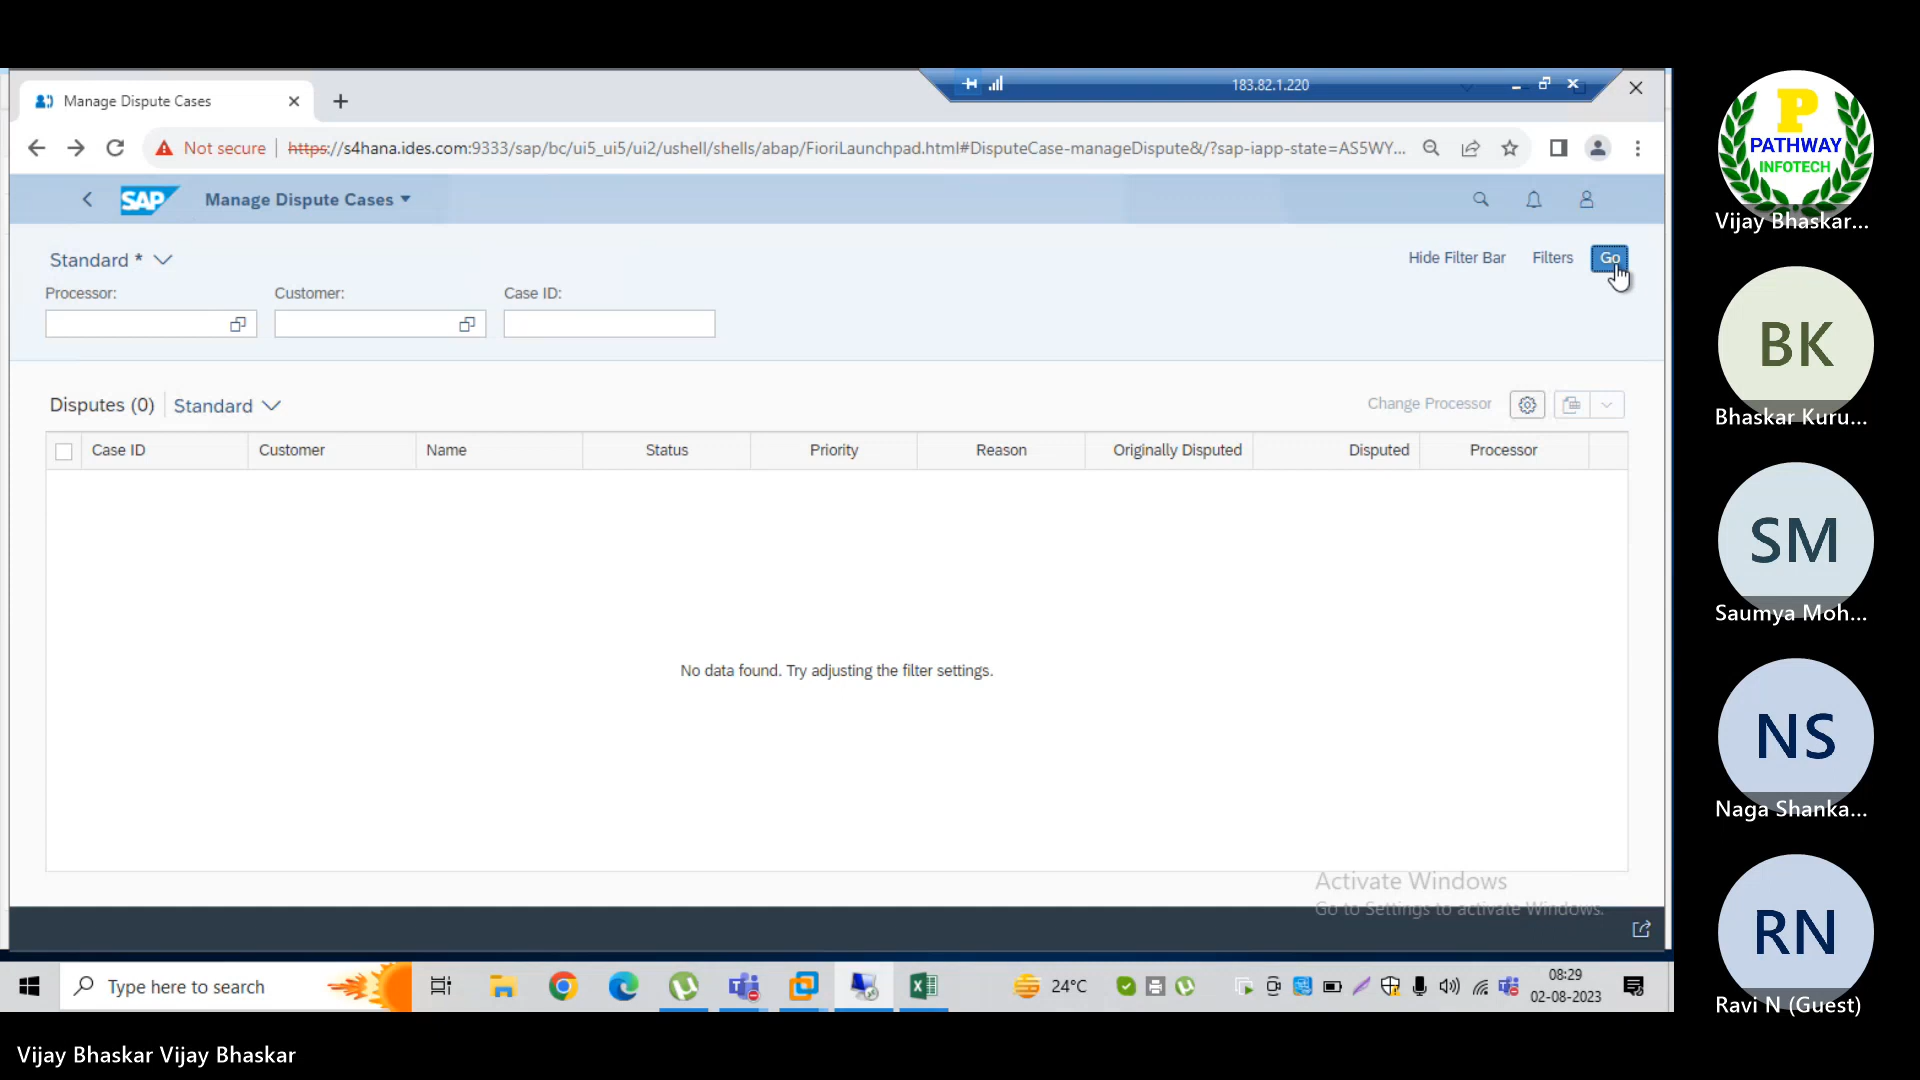 183.82.1.220
Manage Dispute Cases
Not secure
https://s4hana.ides.com:9333/sap/bc/ui5_ui5/ui2/ushell/shells/abap/FioriLaunchpad.html#DisputeCase-manageDispute&/?sap-iapp-state=AS5WY...
SAP
Manage Dispute Cases
Standard *
Hide Filter Bar
Filters
Go
Processor:
Customer:
Case ID:
Disputes (0)
Standard
Change Processor
Case ID
Customer
Name
Status
Priority
Reason
Originally Disputed
Disputed
Processor
No data found. Try adjusting the filter settings.
Activate Windows
Go to Settings to activate Windows.
Type here to search
24°C
08:29
02-08-2023
P
PATHWAY
INFOTECH
Vijay Bhaskar...
BK
Bhaskar Kuru...
SM
Saumya Moh...
NS
Naga Shanka...
RN
Ravi N (Guest)
Vijay Bhaskar Vijay Bhaskar